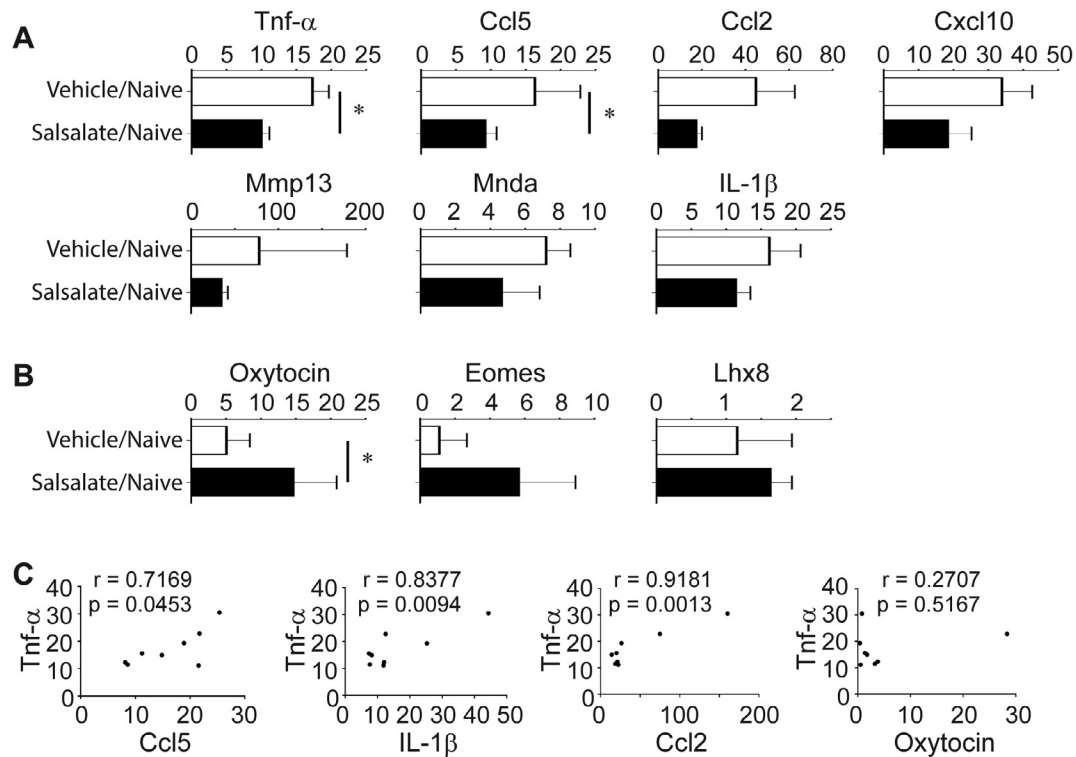 A
Tnf-α Ccl5 Ccl2 Cxcl10
0 5 10 15 20 25 0 5 10 15 20 25 0 20 40 60 80 0 10 20 30 40 50
Vehicle/Naive
Salsalate/Naive
* *
Mmp13 Mnda IL-1β
0 100 200 0 2 4 6 8 10 0 5 10 15 20 25
Vehicle/Naive
Salsalate/Naive
B
Oxytocin Eomes Lhx8
0 5 10 15 20 25 0 2 4 6 8 10 0 1 2
Vehicle/Naive
Salsalate/Naive
*
C
Tnf-α
40
30
20
10
0
r = 0.7169
p = 0.0453
0 10 20 30
Ccl5
Tnf-α
40
30
20
10
0
r = 0.8377
p = 0.0094
0 10 20 30 40 50
IL-1β
Tnf-α
40
30
20
10
0
r = 0.9181
p = 0.0013
0 100 200
Ccl2
Tnf-α
40
30
20
10
0
r = 0.2707
p = 0.5167
0 10 20 30
Oxytocin